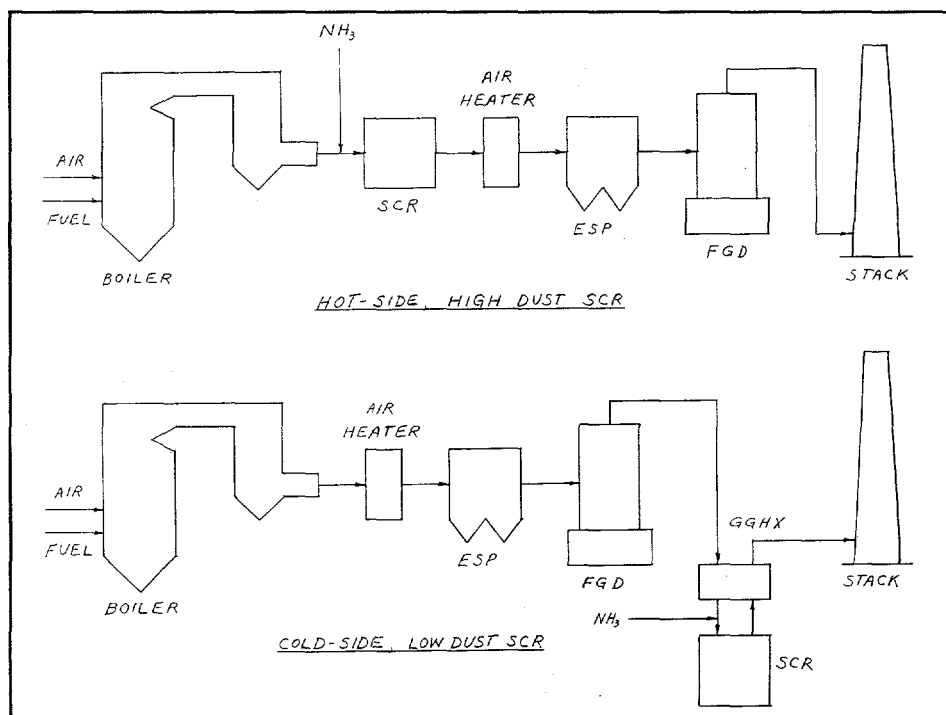 NH₃
AIR
HEATER
AIR
FUEL
SCR
ESP
FGD
BOILER
STACK
HOT-SIDE, HIGH DUST SCR
AIR
HEATER
AIR
FUEL
GGHX
ESP
FGD
STACK
BOILER
NH₃
COLD-SIDE, LOW DUST SCR
SCR